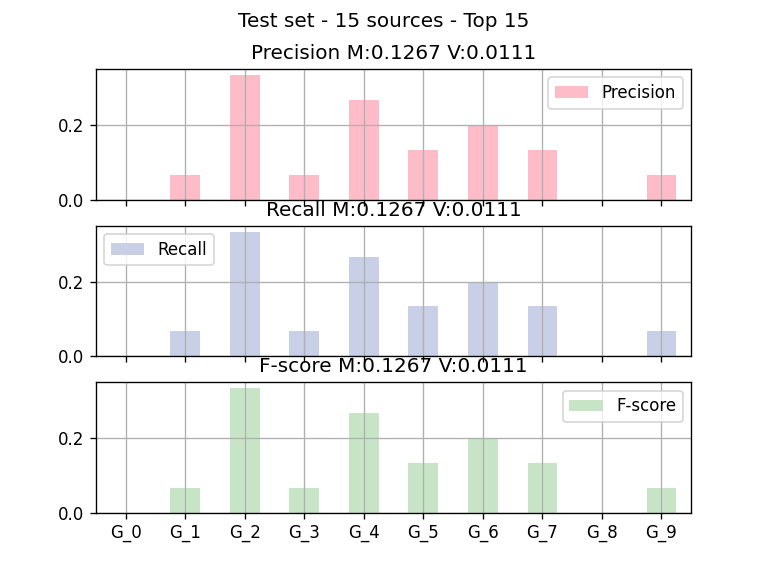 Test set - 15 sources - Top 15
Precision M:0.1267 V:0.0111
Precision
0.2
0.0
Recall M:0.1267 V:0.0111
Recall
0.2
0.0
F-score M:0.1267 V:0.0111
F-score
0.2
0.0
G_0 G_1 G_2 G_3 G_4 G_5 G_6 G_7 G_8 G_9